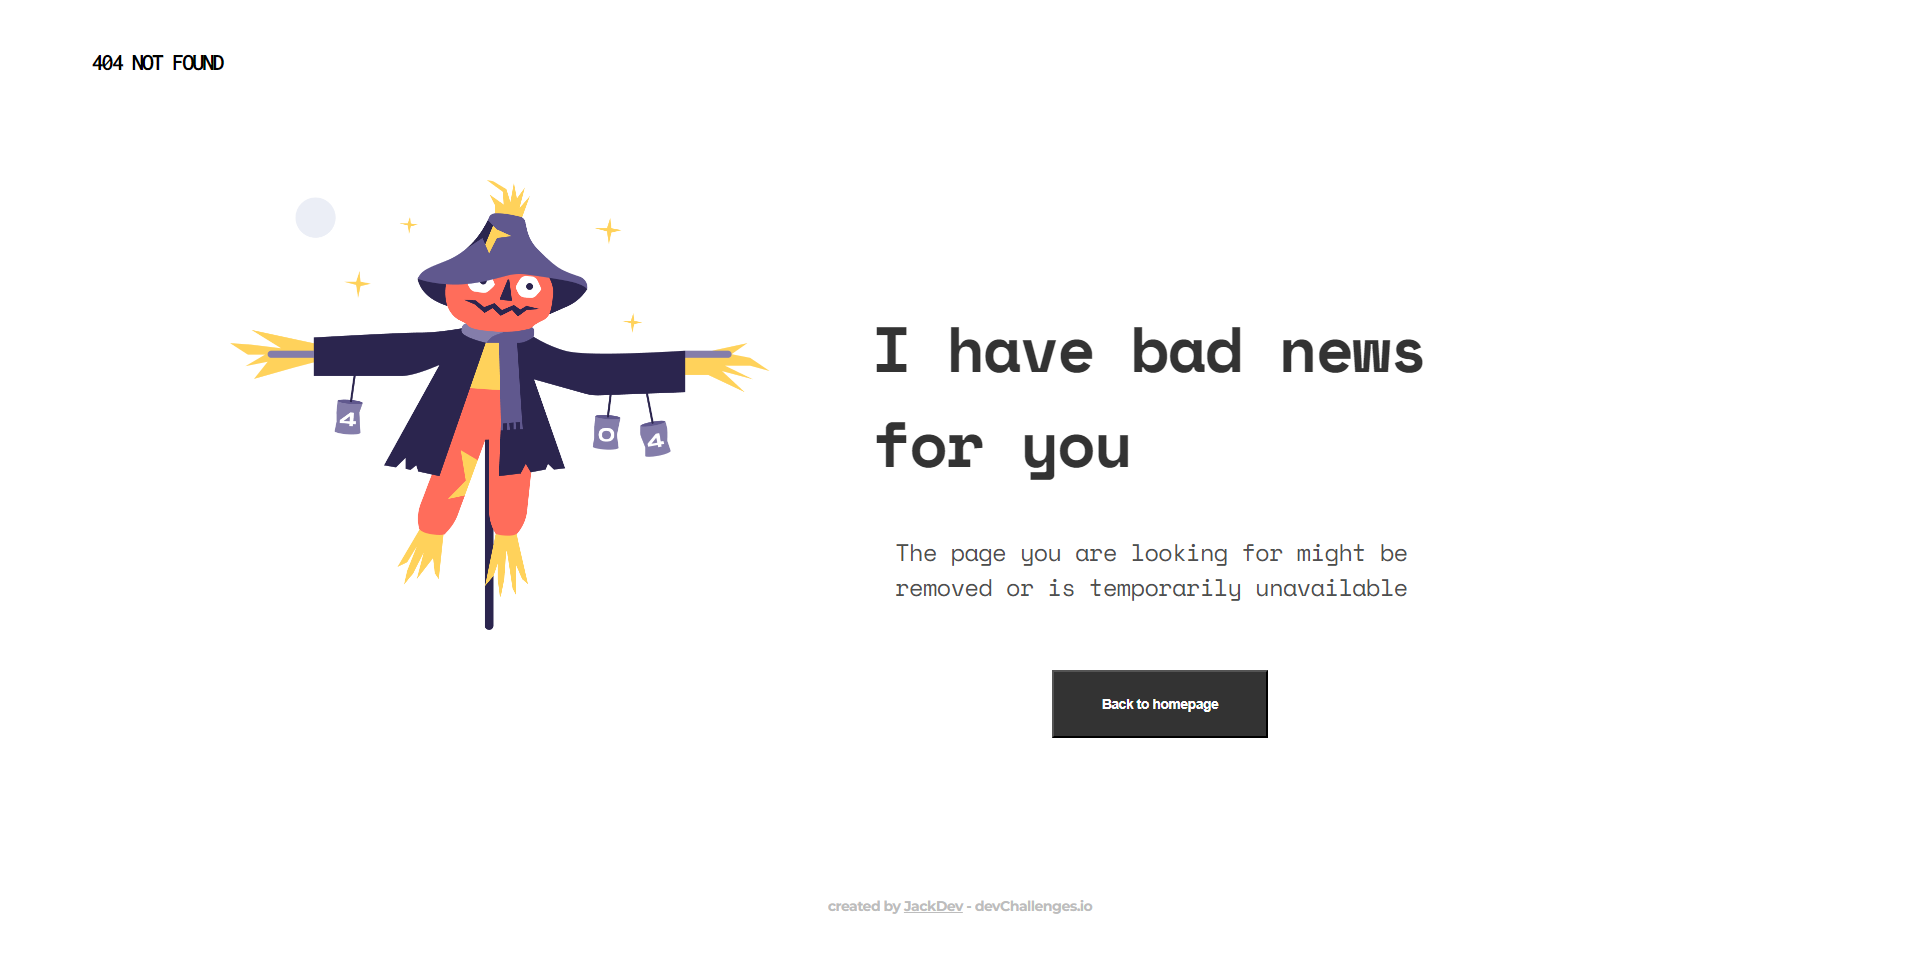 404 NOT FOUND
4
0
4
I have bad news
for you
The page you are looking for might be
removed or is temporarily unavailable
Back to homepage
created by JackDev - devChallenges.io